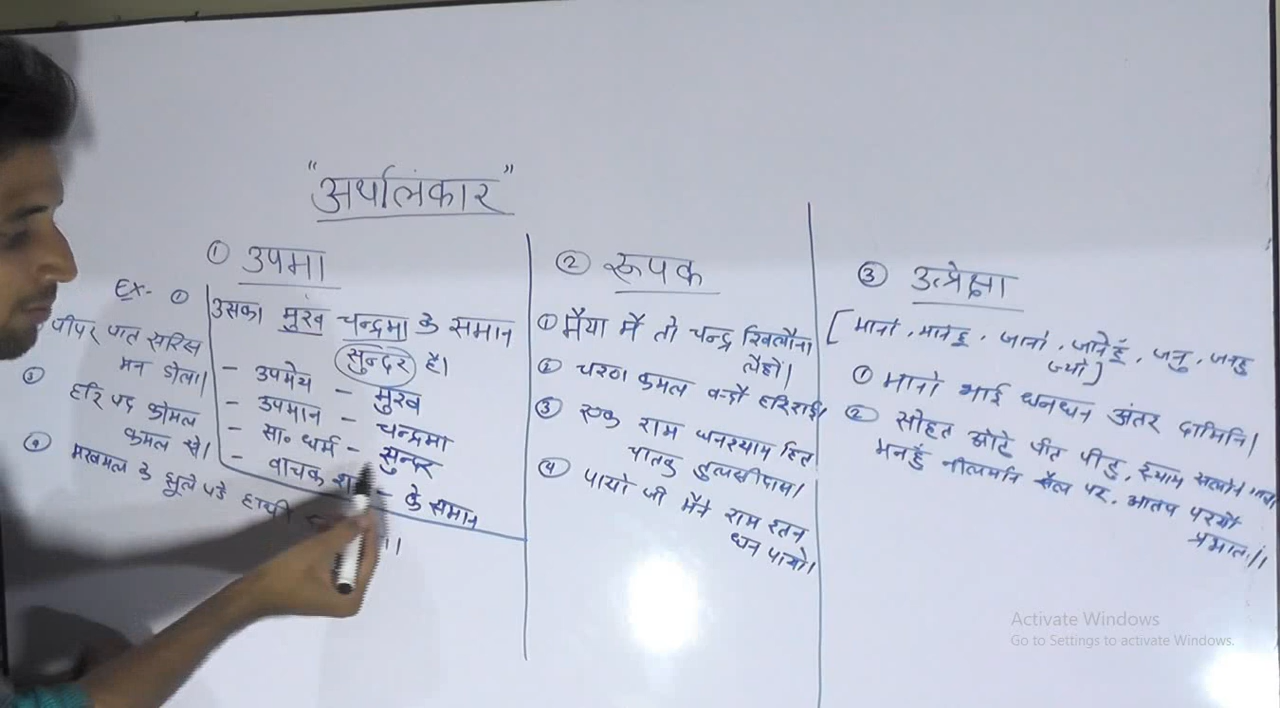 "अर्थालंकार"
① उपमा
Ex- ① उसका मुख चन्द्रमा के समान
सुन्दर है।
- उपमेय - मुख
- उपमान - चन्द्रमा
- सा० धर्म - सुन्दर
- वाचक - के समान
पीपर पात सरिस
मन डोला।
③ हरि पद कोमल
कमल से।
④ मखमल के झूले पडे हाथी
② रूपक
① मैया मै तो चन्द्र खिलौना
लैहों।
② चरण कमल बन्दौ हरिराई।
③ एक राम घनश्याम हित
चातक तुलसीदास।
④ पायो जी मैंने राम रतन
धन पायो।
③ उत्प्रेक्षा
[मानो, मानहु, जानो, जानेहुँ, जनु, जनहु
ज्यों]
① मानो भाई घनघन अंतर दामिनि।
② सोहत ओढे पीत पीटु, श्याम सलोने गात।
मनहुँ नीलमनि सैल पर, आतप परयौ
प्रभात।।
Activate Windows
Go to Settings to activate Windows.